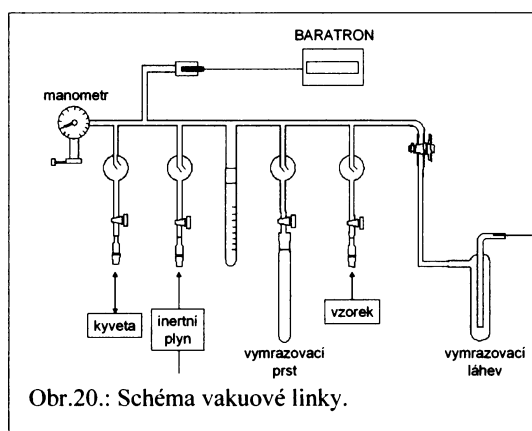 BARATRON
manometr
kyveta
inertní
plyn
vzorek
vymrazovací
prst
vymrazovací
láhev
Obr.20.: Schéma vakuové linky.